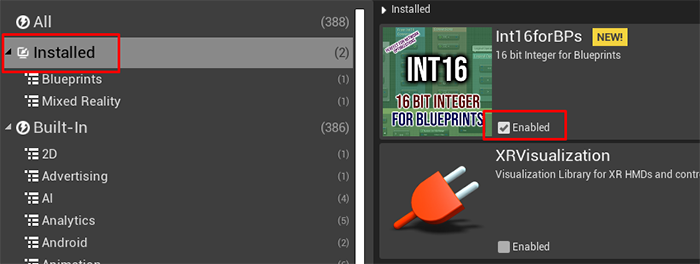 All (388)
Installed (2)
Blueprints (1)
Mixed Reality (1)
Built-In (386)
2D (1)
Advertising (1)
AI (4)
Analytics (5)
Android (2)
Animation (1)
Installed
INT16
16 BIT INTEGER
FOR BLUEPRINTS
Int16forBPs NEW!
16 bit Integer for Blueprints
Enabled
XRVisualization
Visualization Library for XR HMDs and contr
Enabled